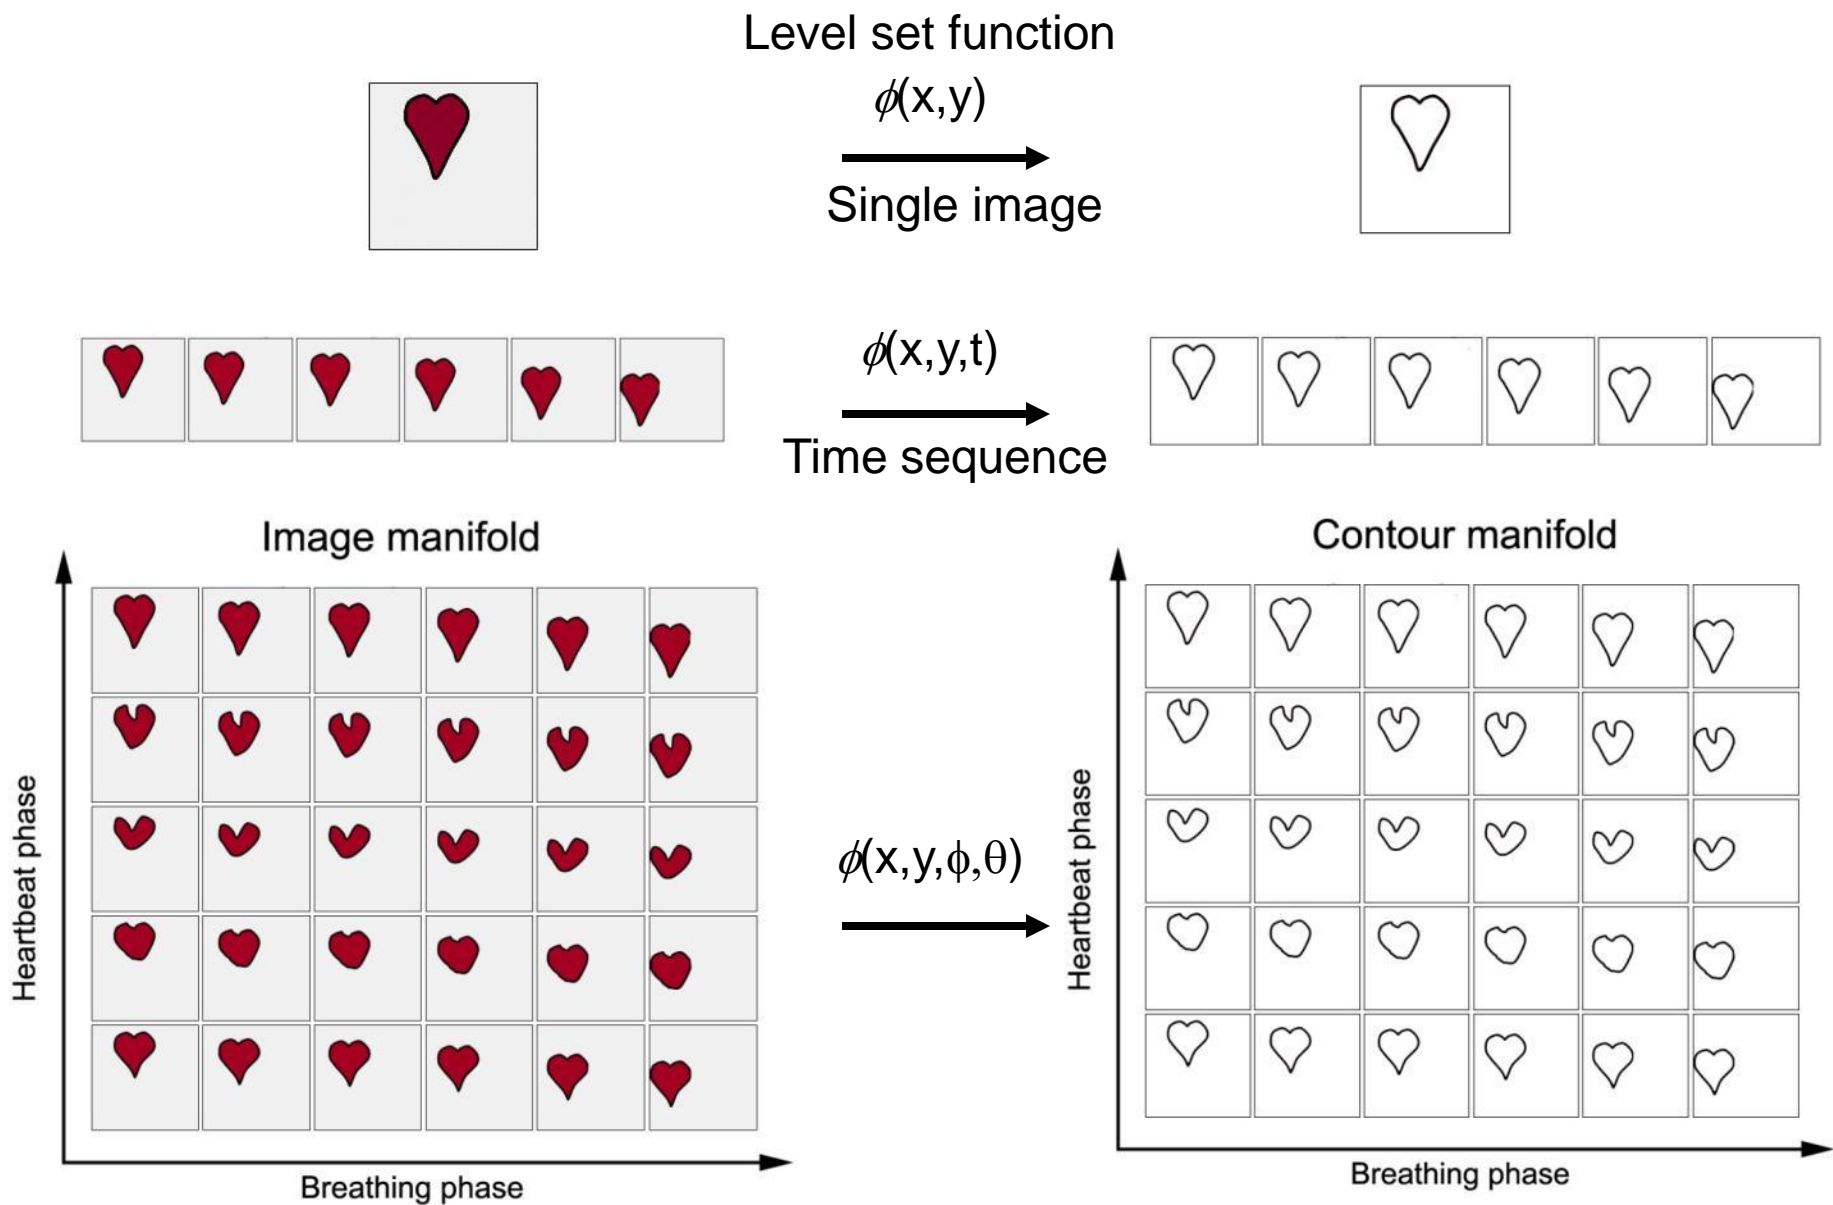 Level set function
𝜙(x,y)
Single image
𝜙(x,y,t)
Time sequence
Image manifold
Contour manifold
Heartbeat phase
𝜙(x,y,ϕ,θ)
Heartbeat phase
Breathing phase
Breathing phase